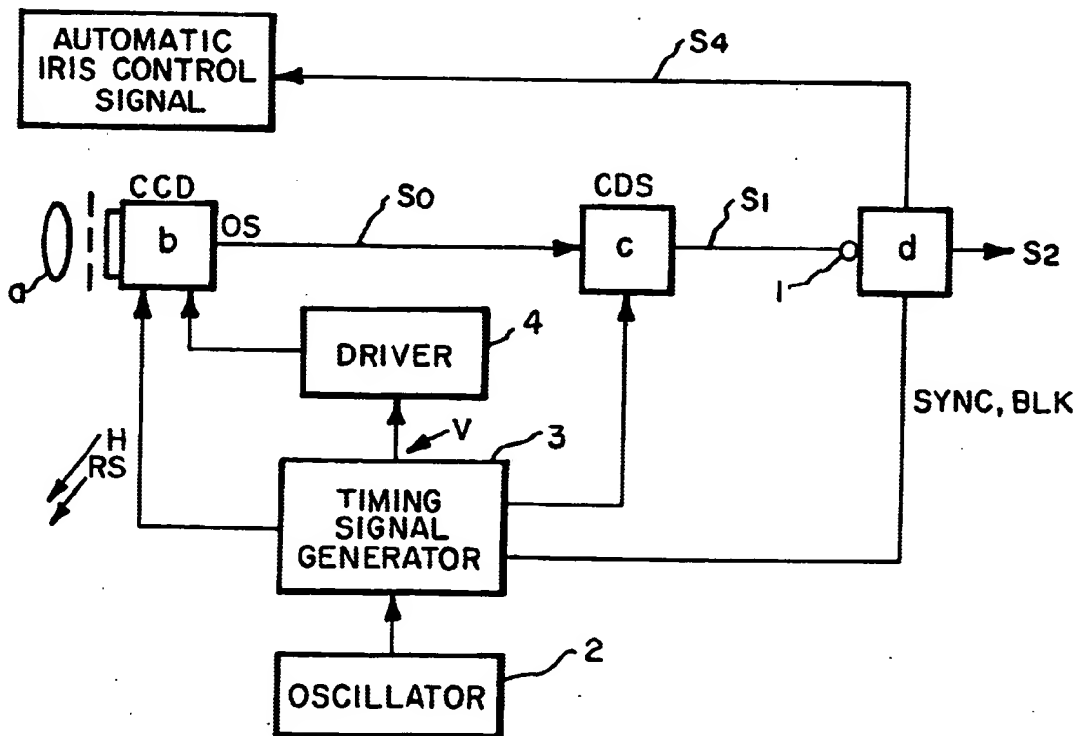 AUTOMATIC
IRIS CONTROL
SIGNAL
S4
CCD
CDS
a
b
OS
S0
c
S1
1
d
S2
4
DRIVER
SYNC, BLK
V
3
H
RS
TIMING
SIGNAL
GENERATOR
2
OSCILLATOR